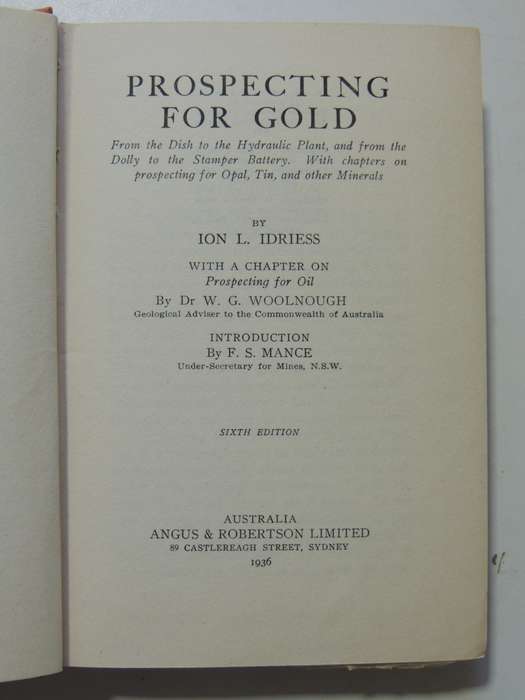 PROSPECTING
FOR GOLD
From the Dish to the Hydraulic Plant, and from the
Dolly to the Stamper Battery. With chapters on
prospecting for Opal, Tin, and other Minerals
BY
ION L. IDRIESS
WITH A CHAPTER ON
Prospecting for Oil
By Dr W. G. WOOLNOUGH
Geological Adviser to the Commonwealth of Australia
INTRODUCTION
By F. S. MANCE
Under-Secretary for Mines, N.S.W.
SIXTH EDITION
AUSTRALIA
ANGUS & ROBERTSON LIMITED
89 CASTLEREAGH STREET, SYDNEY
1936